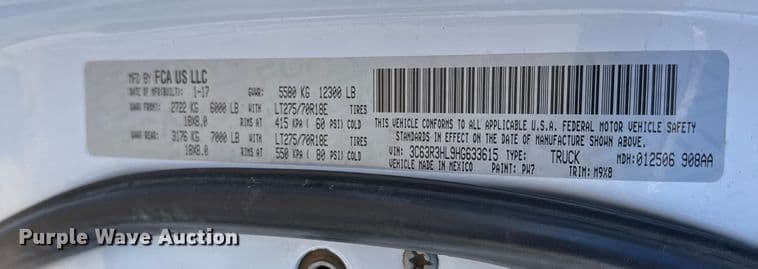 MFD BY FCA US LLC
DATE OF MFR(BUILT): 1-17 GVWR: 5580 KG 12300 LB
GAWR FRONT: 2722 KG 6000 LB WITH LT275/70R18E TIRES
18X8.0 RIMS AT 415 KPA ( 60 PSI) COLD
GAWR REAR: 3176 KG 7000 LB WITH LT275/70R18E TIRES
18X8.0 RIMS AT 550 KPA ( 80 PSI) COLD
THIS VEHICLE CONFORMS TO ALL APPLICABLE U.S.A. FEDERAL MOTOR VEHICLE SAFETY
STANDARDS IN EFFECT ON THE DATE OF MANUFACTURE SHOWN ABOVE.
VIN: 3C63R3HL9HG633615 TYPE: TRUCK MDH: 012506 908AA
VEHICLE MADE IN MEXICO PAINT: PW7 TRIM: M9X8
Purple Wave Auction